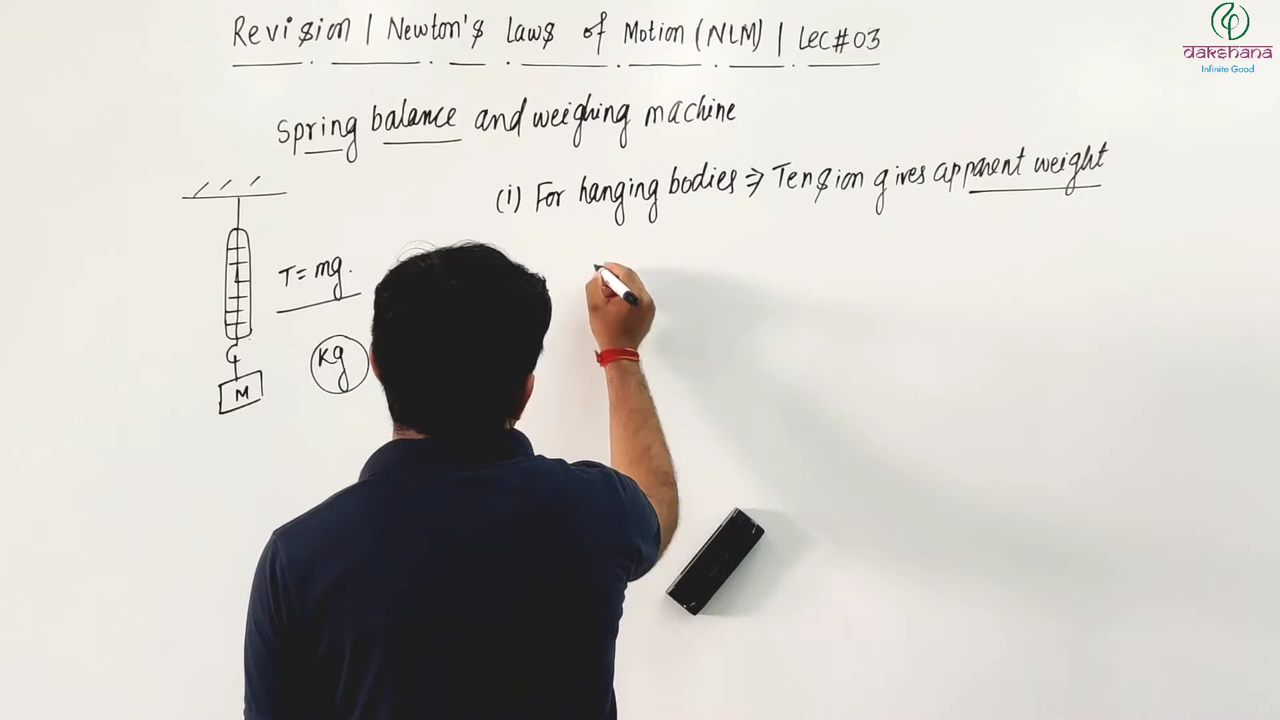 Revision | Newton's Laws of Motion (NLM) | Lec#03
dakshana
Infinite Good
Spring balance and weighing machine
(i) For hanging bodies ⇒ Tension gives apparent weight
T = mg.
Kg
M